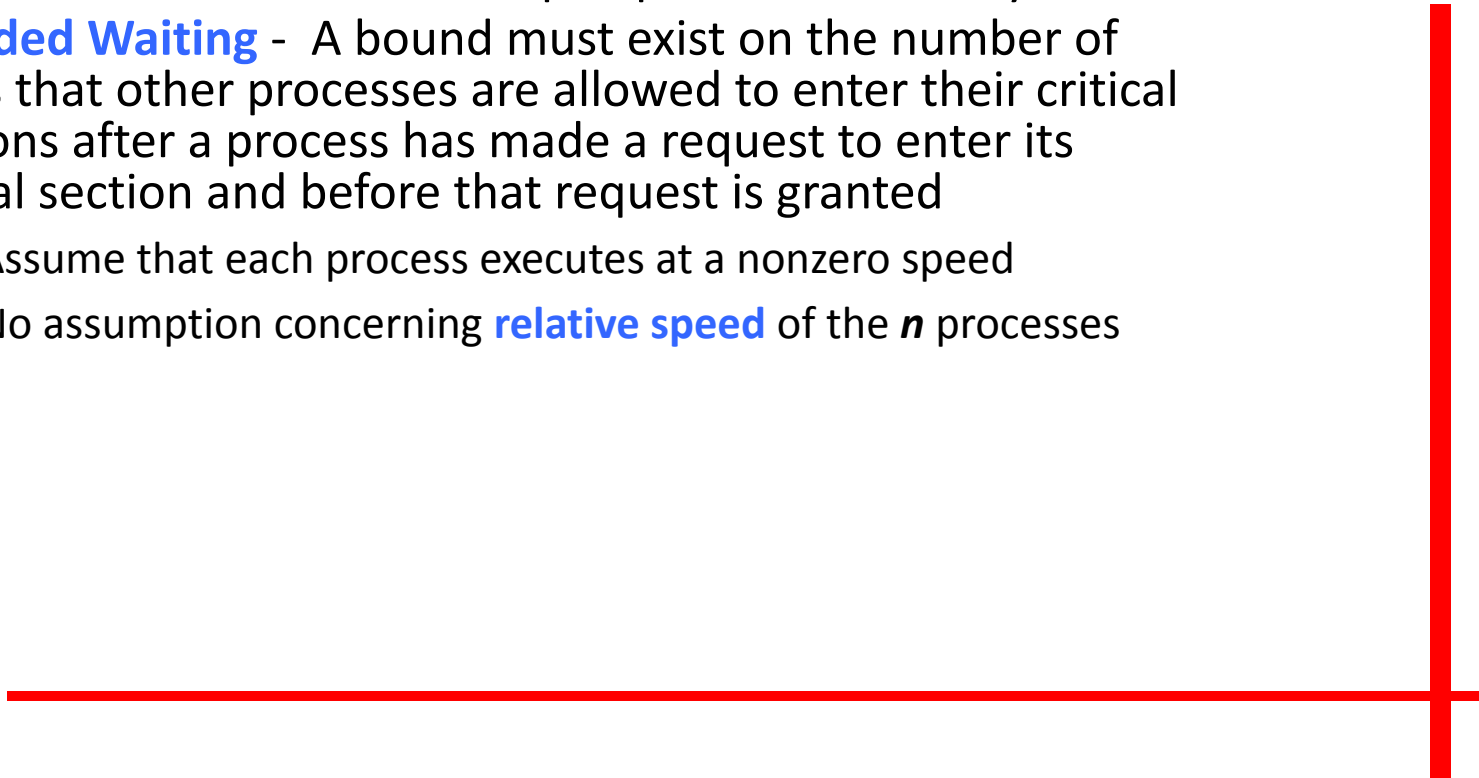 ded Waiting - A bound must exist on the number of
s that other processes are allowed to enter their critical
ons after a process has made a request to enter its
al section and before that request is granted
Assume that each process executes at a nonzero speed
No assumption concerning relative speed of the n processes